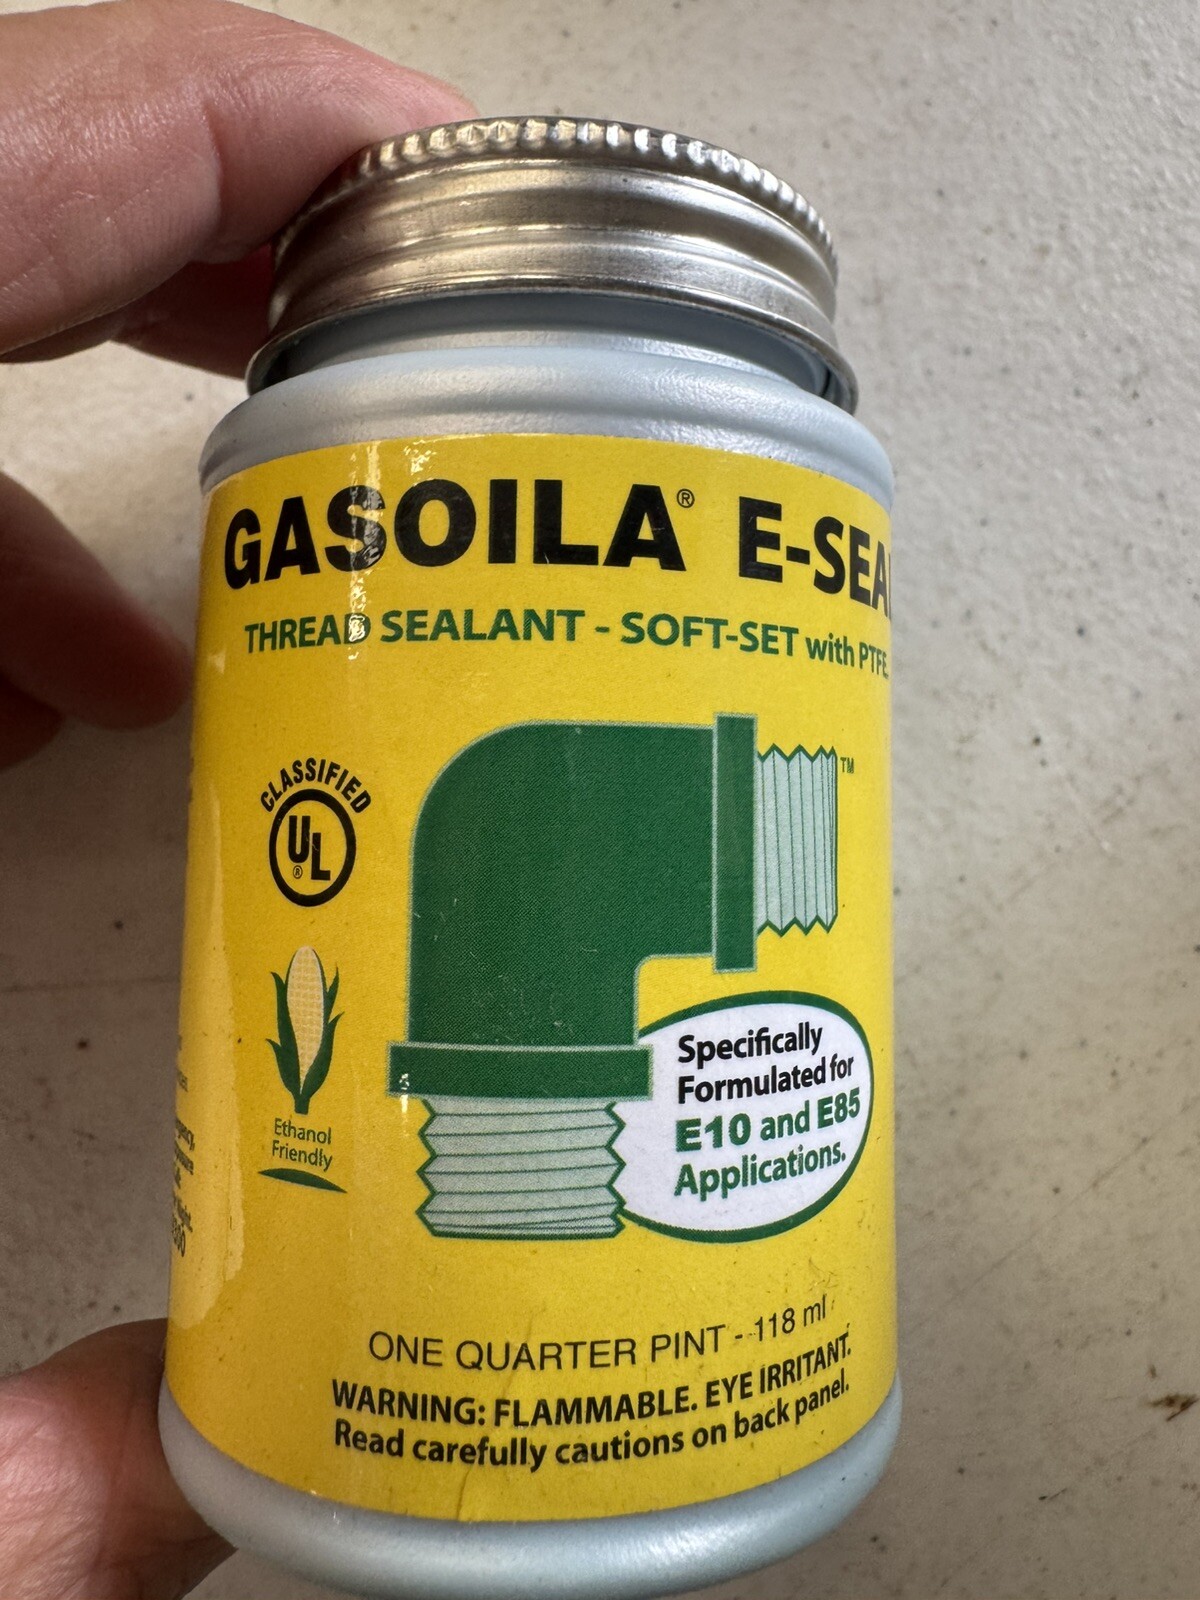 GASOILA® E-SEA
THREAD SEALANT - SOFT-SET with PTFE.
CLASSIFIED
UL
®
TM
Ethanol
Friendly
Specifically
Formulated for
E10 and E85
Applications.
ONE QUARTER PINT - 118 ml
WARNING: FLAMMABLE. EYE IRRITANT.
Read carefully cautions on back panel.